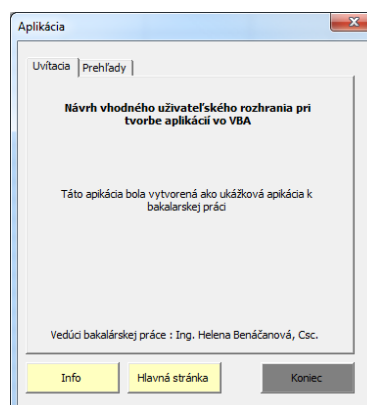 Aplikácia
Uvítacia Prehľady
Návrh vhodného uživateľského rozhrania pri
tvorbe aplikácií vo VBA
Táto apikácia bola vytvorená ako ukážková apikácia k
bakalarskej práci
Vedúci bakalárskej práce : Ing. Helena Benáčanová, Csc.
Info Hlavná stránka Koniec